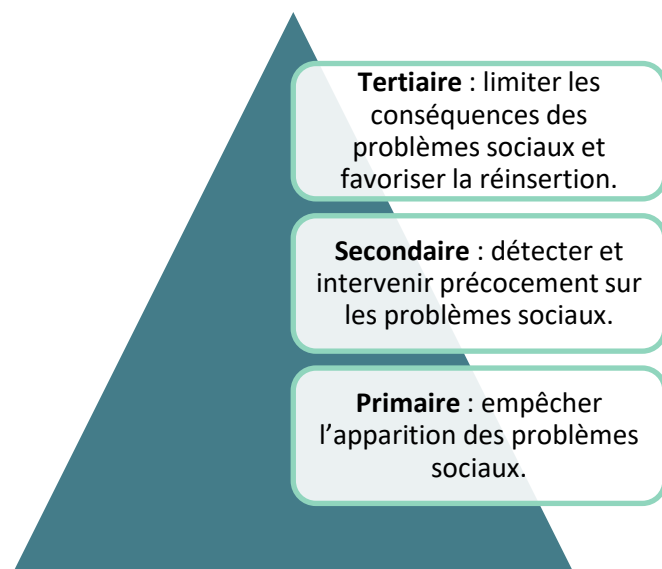 Tertiaire : limiter les
conséquences des
problèmes sociaux et
favoriser la réinsertion.
Secondaire : détecter et
intervenir précocement sur
les problèmes sociaux.
Primaire : empêcher
l’apparition des problèmes
sociaux.